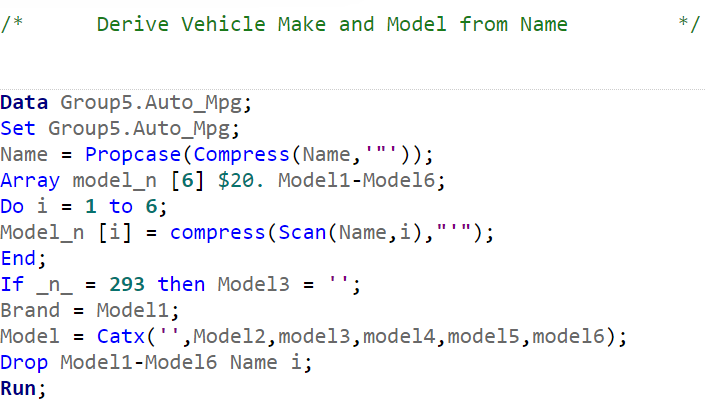 /*      Derive Vehicle Make and Model from Name         */
Data Group5.Auto_Mpg;
Set Group5.Auto_Mpg;
Name = Propcase(Compress(Name,'"'));
Array model_n [6] $20. Model1-Model6;
Do i = 1 to 6;
Model_n [i] = compress(Scan(Name,i),"'");
End;
If _n_ = 293 then Model3 = '';
Brand = Model1;
Model = Catx('',Model2,model3,model4,model5,model6);
Drop Model1-Model6 Name i;
Run;